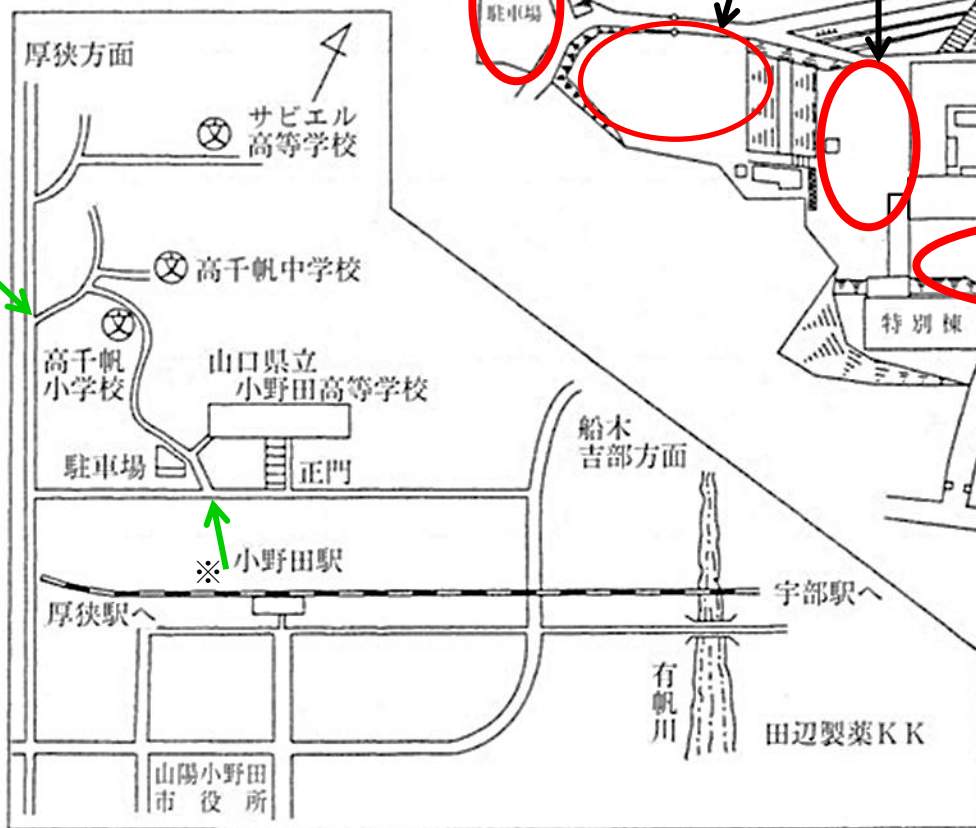 駐車場
厚狭方面
サビエル
高等学校
文
文
高千帆中学校
文
高千帆
小学校
山口県立
小野田高等学校
船木
吉部方面
駐車場
正門
特別棟
※
小野田駅
厚狭駅へ
宇部駅へ
有帆川
田辺製薬KK
山陽小野田
市役所